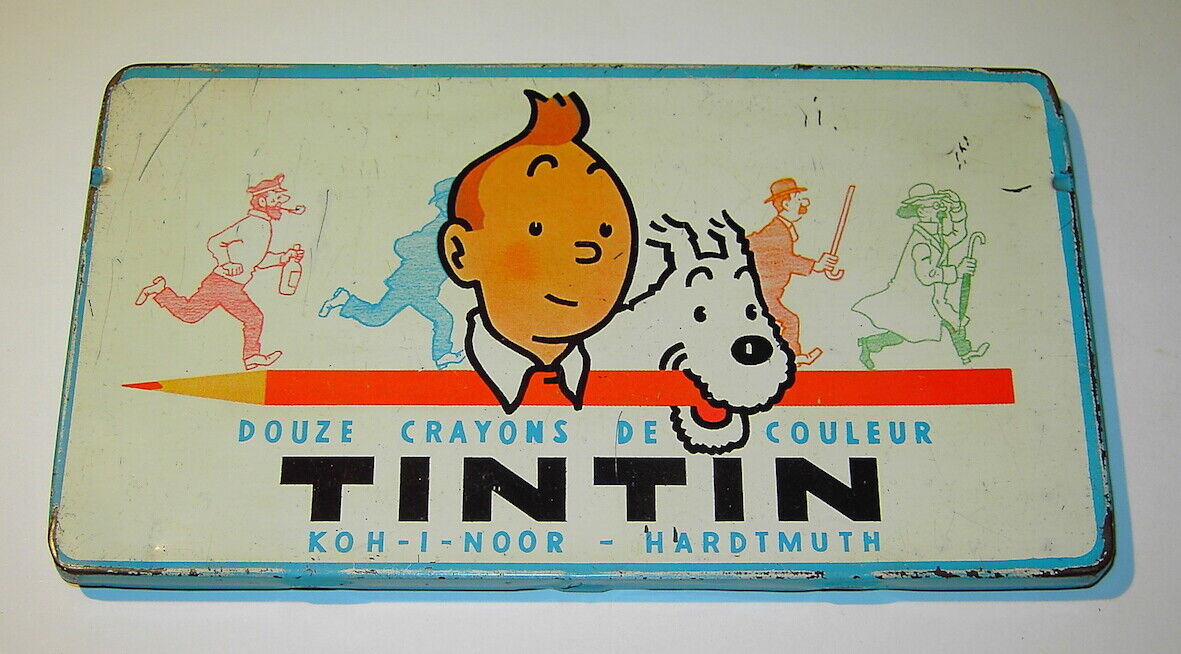 DOUZE CRAYONS DE COULEUR
TINTIN
KOH-I-NOOR - HARDTMUTH